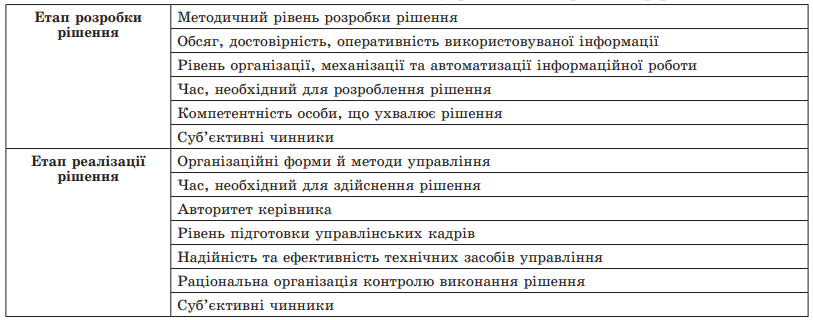 Етап розробки
рішення
Методичний рівень розробки рішення
Обсяг, достовірність, оперативність використовуваної інформації
Рівень організації, механізації та автоматизації інформаційної роботи
Час, необхідний для розроблення рішення
Компетентність особи, що ухвалює рішення
Суб’єктивні чинники
Етап реалізації
рішення
Організаційні форми й методи управління
Час, необхідний для здійснення рішення
Авторитет керівника
Рівень підготовки управлінських кадрів
Надійність та ефективність технічних засобів управління
Раціональна організація контролю виконання рішення
Суб’єктивні чинники